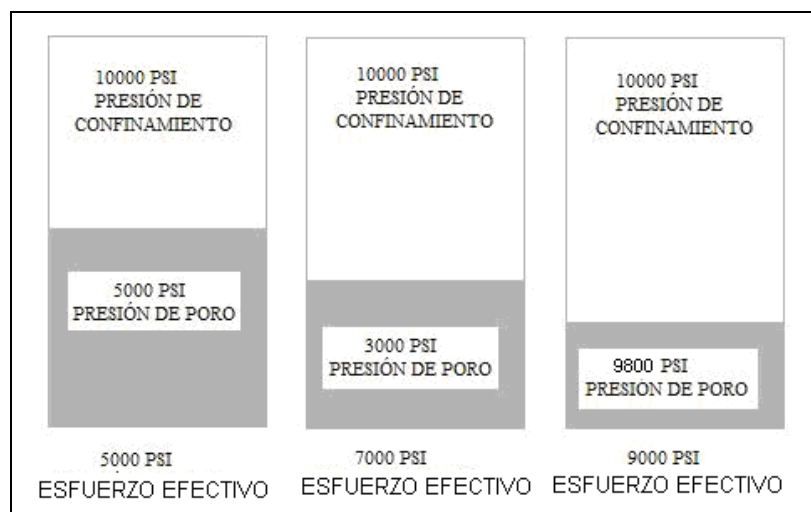 10000 PSI
PRESIÓN DE
CONFINAMIENTO
5000 PSI
PRESIÓN DE PORO
5000 PSI
ESFUERZO EFECTIVO
10000 PSI
PRESIÓN DE
CONFINAMIENTO
3000 PSI
PRESIÓN DE PORO
7000 PSI
ESFUERZO EFECTIVO
10000 PSI
PRESIÓN DE
CONFINAMIENTO
9800 PSI
PRESIÓN DE PORO
9000 PSI
ESFUERZO EFECTIVO